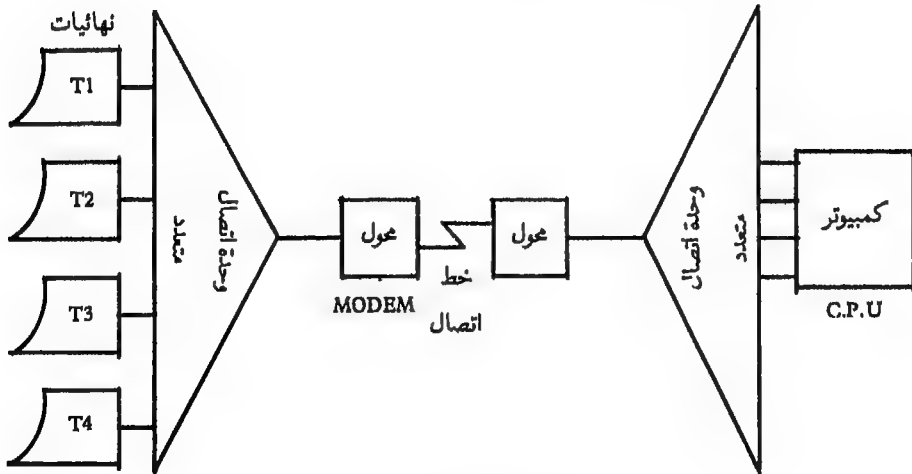 نهائيات
T1
T2
T3
T4
وحدة اتصال
متعدد
محول
MODEM
خط
اتصال
محول
وحدة اتصال
متعدد
كمبيوتر
C.P.U